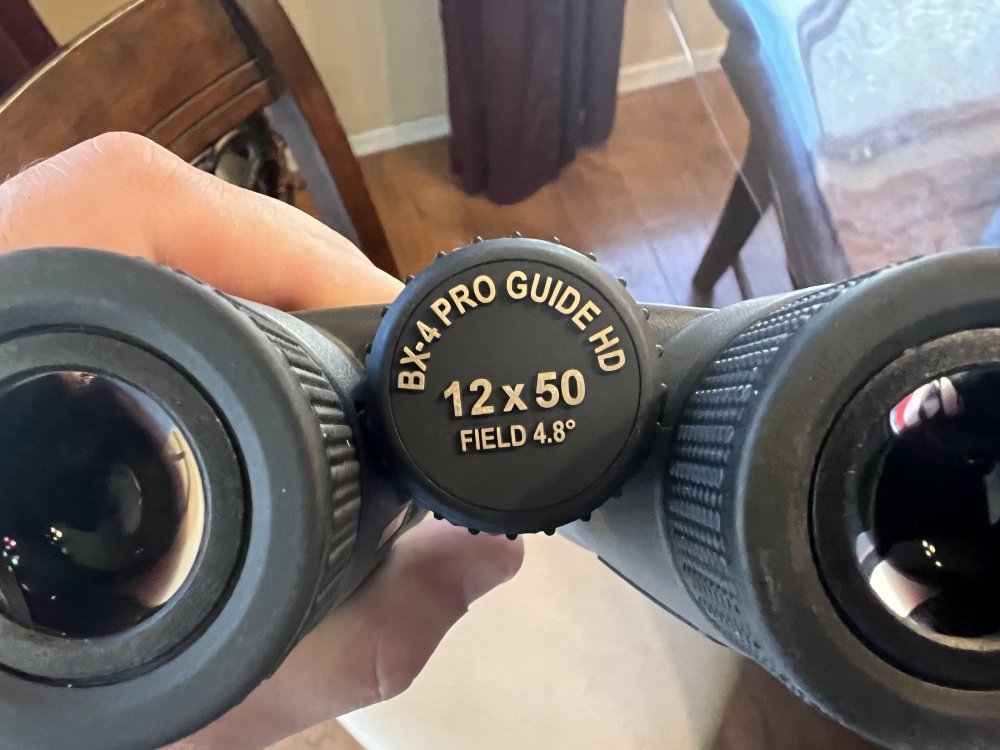 BX-4 PRO GUIDE HD
12 x 50
FIELD 4.8°